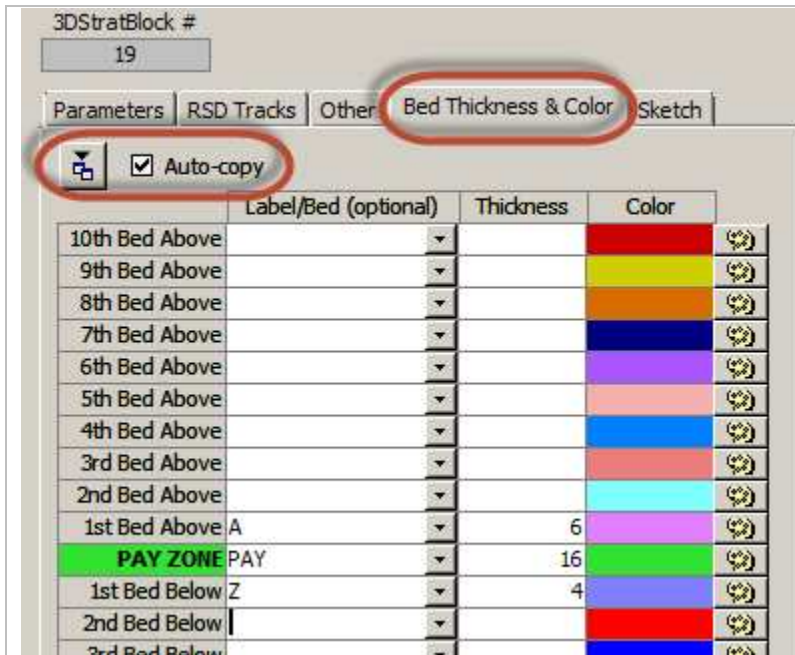 3DStratBlock #
19
Parameters RSD Tracks Other Bed Thickness & Color Sketch
Auto-copy
Label/Bed (optional) Thickness Color
10th Bed Above
9th Bed Above
8th Bed Above
7th Bed Above
6th Bed Above
5th Bed Above
4th Bed Above
3rd Bed Above
2nd Bed Above
1st Bed Above A 6
PAY ZONE PAY 16
1st Bed Below Z 4
2nd Bed Below
3rd Bed Below